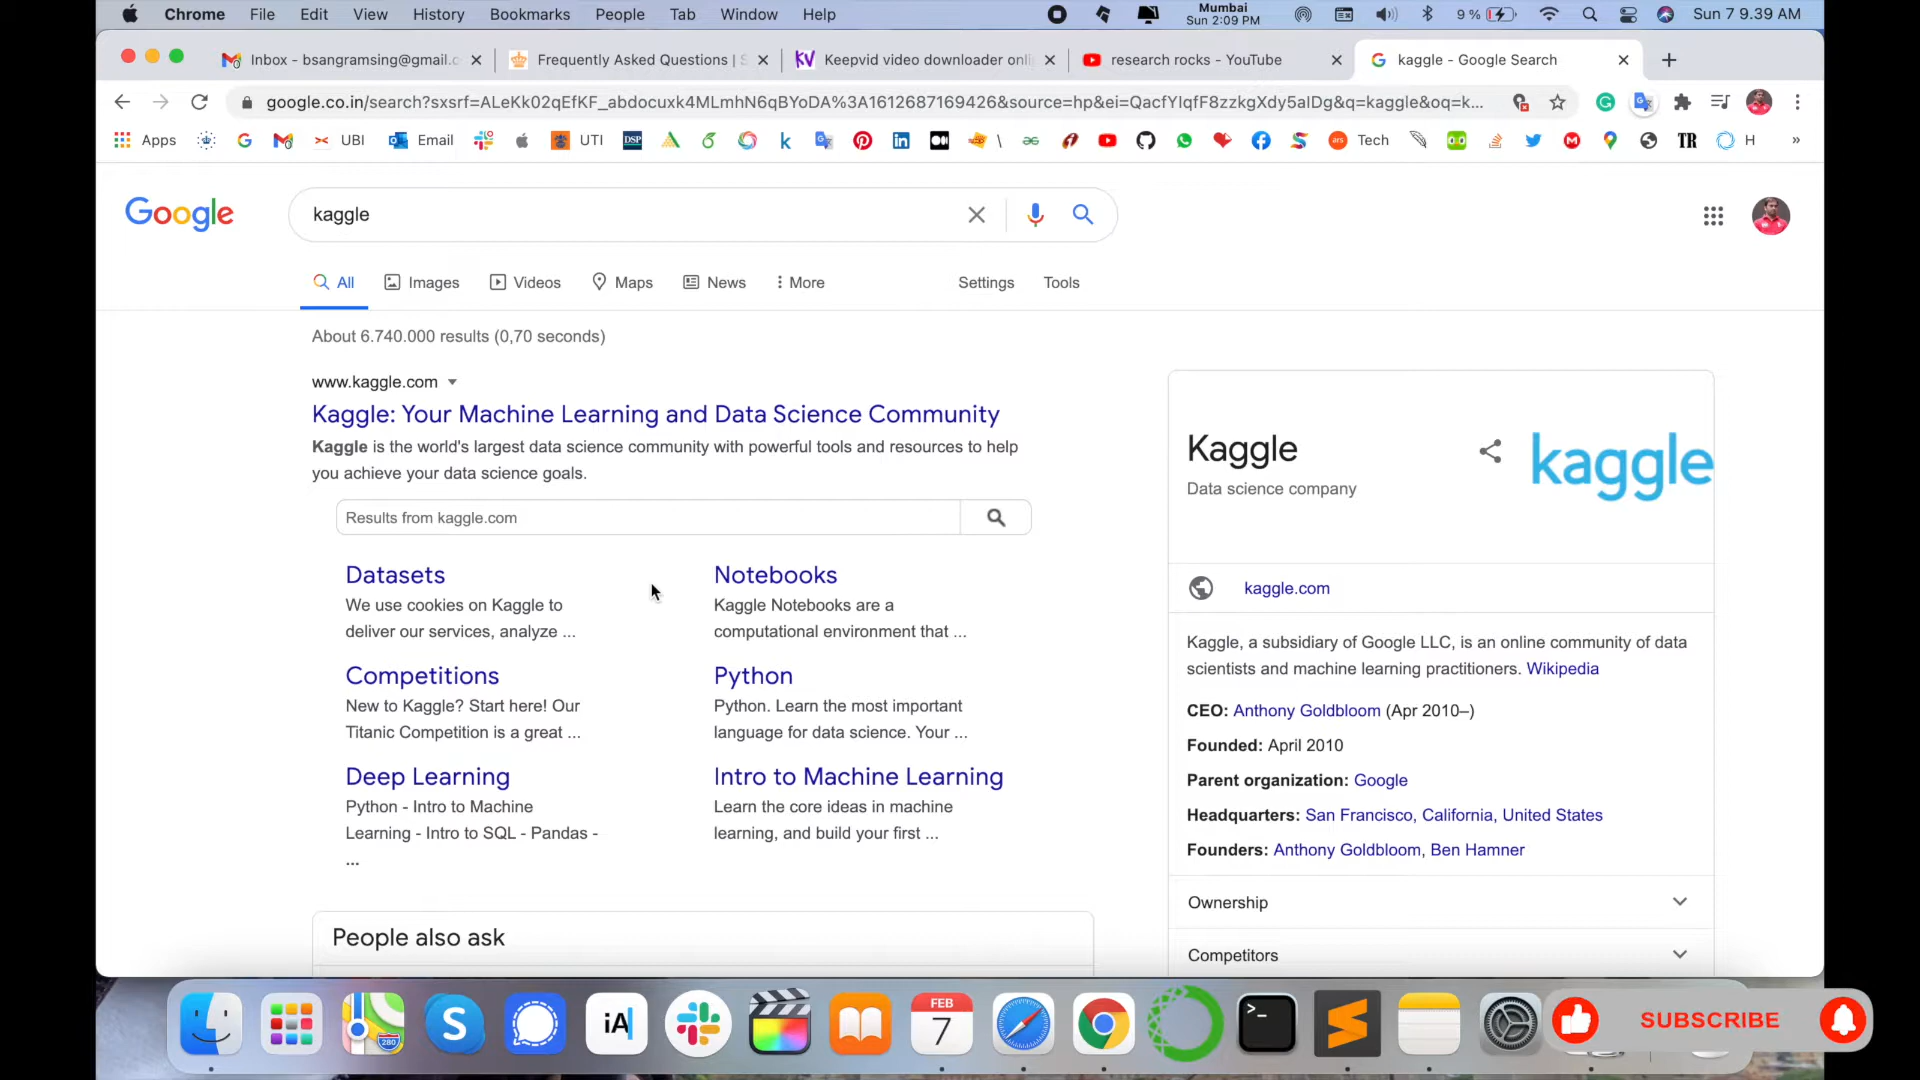 Chrome File Edit View History Bookmarks People Tab Window Help
Mumbai
Sun 2:09 PM
9 %
Sun 7 9.39 AM
Inbox - bsangramsing@gmail.c
Frequently Asked Questions | S
KV Keepvid video downloader onli
research rocks - YouTube
kaggle - Google Search
google.co.in/search?sxsrf=ALeKk02qEfKF_abdocuxk4MLmhN6qBYoDA%3A1612687169426&source=hp&ei=QacfYIqfF8zzkgXdy5aIDg&q=kaggle&oq=k...
Apps UBI Email UTI DSP k \ ars Tech TR H »
Google
kaggle
All Images Videos Maps News More Settings Tools
About 6.740.000 results (0,70 seconds)
www.kaggle.com
Kaggle: Your Machine Learning and Data Science Community
Kaggle is the world's largest data science community with powerful tools and resources to help
you achieve your data science goals.
Results from kaggle.com
Datasets
We use cookies on Kaggle to
deliver our services, analyze ...
Notebooks
Kaggle Notebooks are a
computational environment that ...
Competitions
New to Kaggle? Start here! Our
Titanic Competition is a great ...
Python
Python. Learn the most important
language for data science. Your ...
Deep Learning
Python - Intro to Machine
Learning - Intro to SQL - Pandas -
...
Intro to Machine Learning
Learn the core ideas in machine
learning, and build your first ...
People also ask
Kaggle
Data science company
kaggle
kaggle.com
Kaggle, a subsidiary of Google LLC, is an online community of data
scientists and machine learning practitioners. Wikipedia
CEO: Anthony Goldbloom (Apr 2010–)
Founded: April 2010
Parent organization: Google
Headquarters: San Francisco, California, United States
Founders: Anthony Goldbloom, Ben Hamner
Ownership
Competitors
280
S
iA
FEB
7
>_
SUBSCRIBE